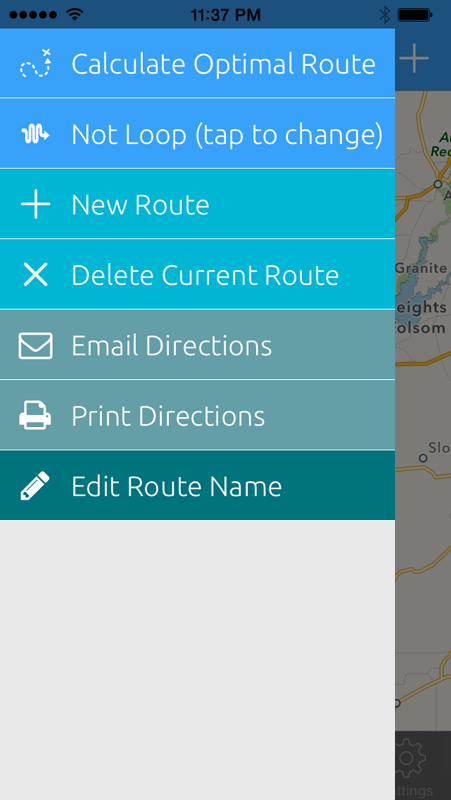 11:37 PM
Calculate Optimal Route
Not Loop (tap to change)
New Route
Delete Current Route
Email Directions
Print Directions
Edit Route Name
Granite
eights
olsom
Slo
ttings